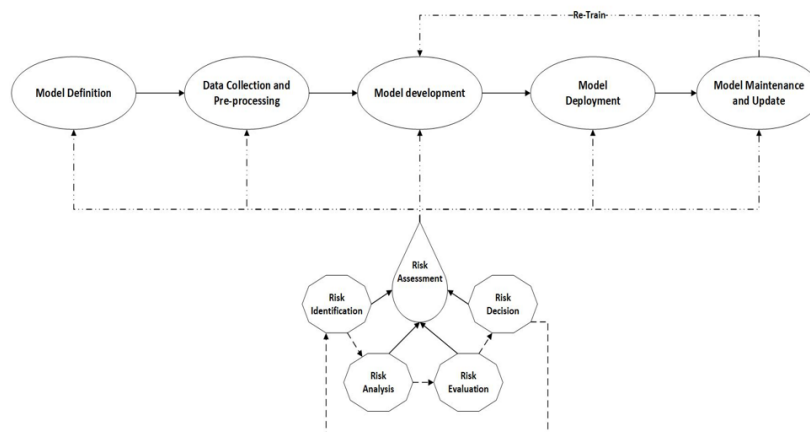 Re-Train
Model Definition
Data Collection and
Pre-processing
Model development
Model
Deployment
Model Maintenance
and Update
Risk
Assessment
Risk
Identification
Risk
Decision
Risk
Analysis
Risk
Evaluation